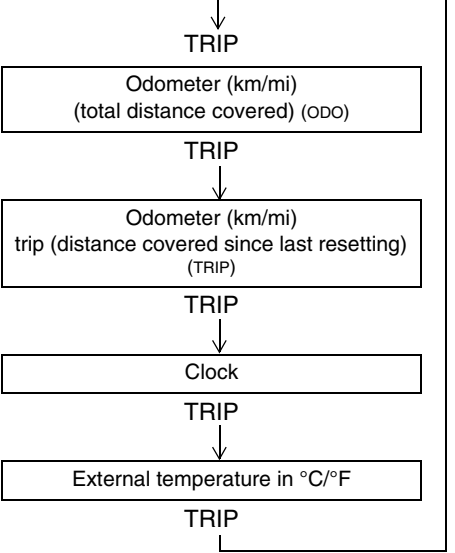 TRIP
Odometer (km/mi)
(total distance covered) (ODO)
TRIP
Odometer (km/mi)
trip (distance covered since last resetting)
(TRIP)
TRIP
Clock
TRIP
External temperature in °C/°F
TRIP